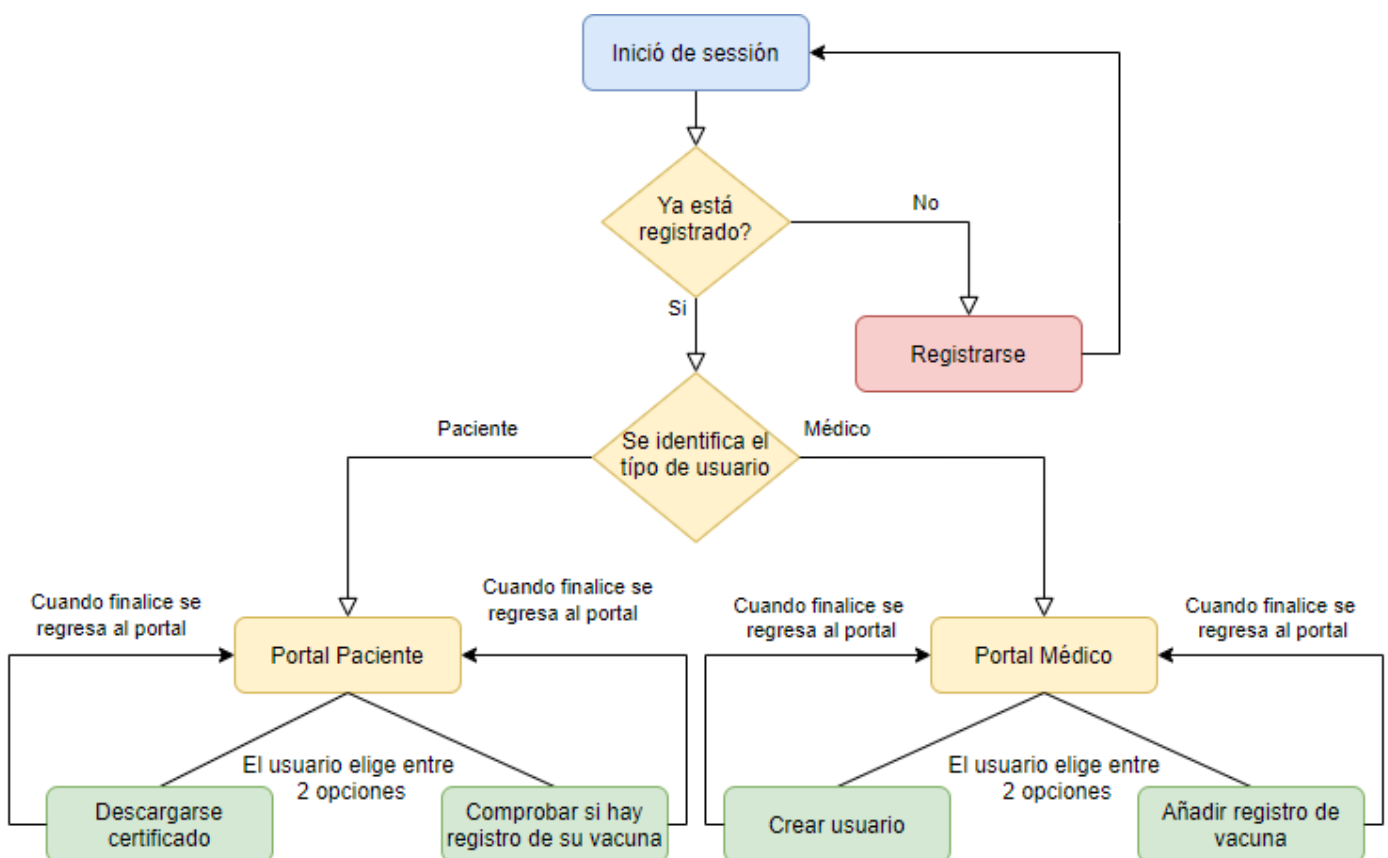 Inició de sessión
Ya está
registrado?
No
Si
Registrarse
Paciente
Médico
Se identifica el
típo de usuario
Cuando finalice se
regresa al portal
Cuando finalice se
regresa al portal
Cuando finalice se
regresa al portal
Cuando finalice se
regresa al portal
Portal Paciente
Portal Médico
El usuario elige entre
2 opciones
El usuario elige entre
2 opciones
Descargarse
certificado
Comprobar si hay
registro de su vacuna
Crear usuario
Añadir registro de
vacuna